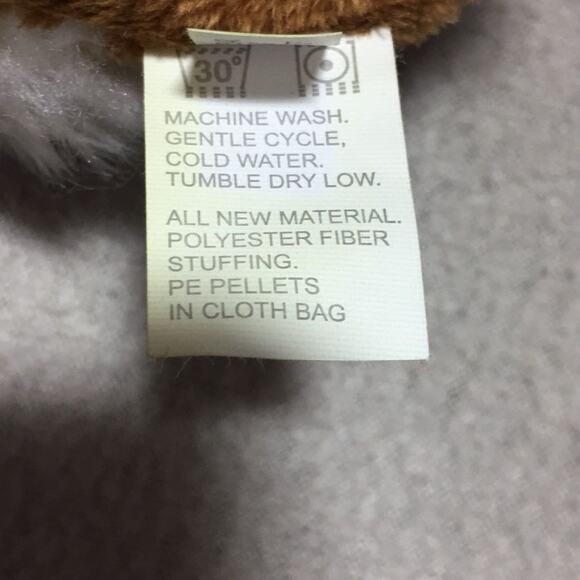 30°
MACHINE WASH.
GENTLE CYCLE,
COLD WATER.
TUMBLE DRY LOW.
ALL NEW MATERIAL.
POLYESTER FIBER
STUFFING.
PE PELLETS
IN CLOTH BAG